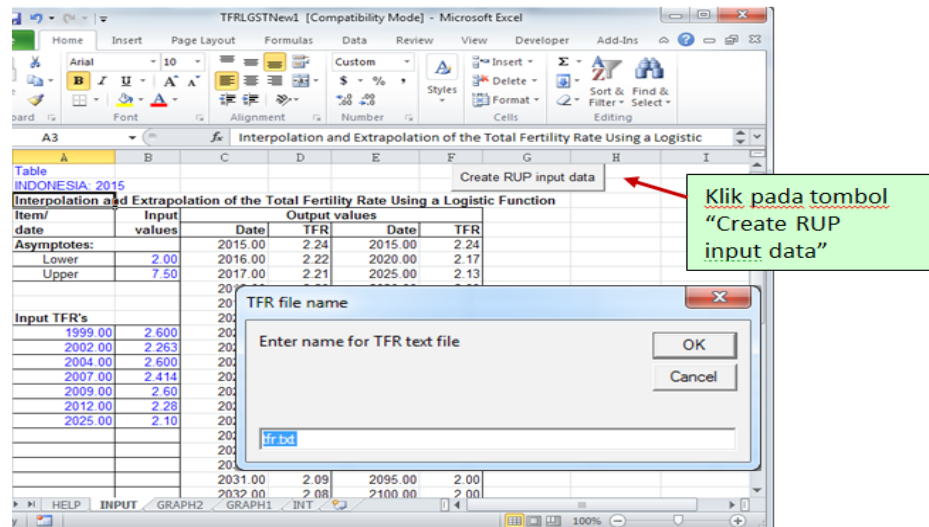 TFRLGSTNew1 [Compatibility Mode] - Microsoft Excel
Home Insert Page Layout Formulas Data Review View Developer Add-Ins
Arial 10 Custom Insert
B I U A A $ % , Styles Delete Sort & Find &
Format Filter Select
Font Alignment Number Cells Editing
A3 fx Interpolation and Extrapolation of the Total Fertility Rate Using a Logistic
A B C D E F G H I
Table
INDONESIA: 2015
Create RUP input data
Interpolation and Extrapolation of the Total Fertility Rate Using a Logistic Function
Item/ Input Output values
date values Date TFR Date TFR
Asymptotes: 2015.00 2.24 2015.00 2.24
Lower 2.00 2016.00 2.22 2020.00 2.17
Upper 7.50 2017.00 2.21 2025.00 2.13
Input TFR's
1999.00 2.600
2002.00 2.263
2004.00 2.600
2007.00 2.414
2009.00 2.60
2012.00 2.28
2025.00 2.10
2031.00 2.09 2095.00 2.00
2032.00 2.08 2100.00 2.00
TFR file name
Enter name for TFR text file
OK
Cancel
tfr.txt
HELP INPUT GRAPH2 GRAPH1 INT
100%
Klik pada tombol
“Create RUP
input data”